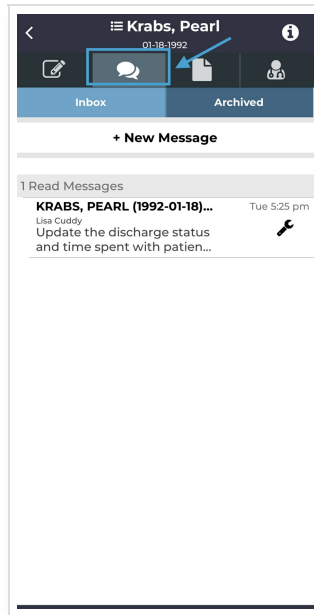 Krabs, Pearl
01-18-1992
Inbox
Archived
+ New Message
1 Read Messages
KRABS, PEARL (1992-01-18)...
Tue 5:25 pm
Lisa Cuddy
Update the discharge status
and time spent with patien...